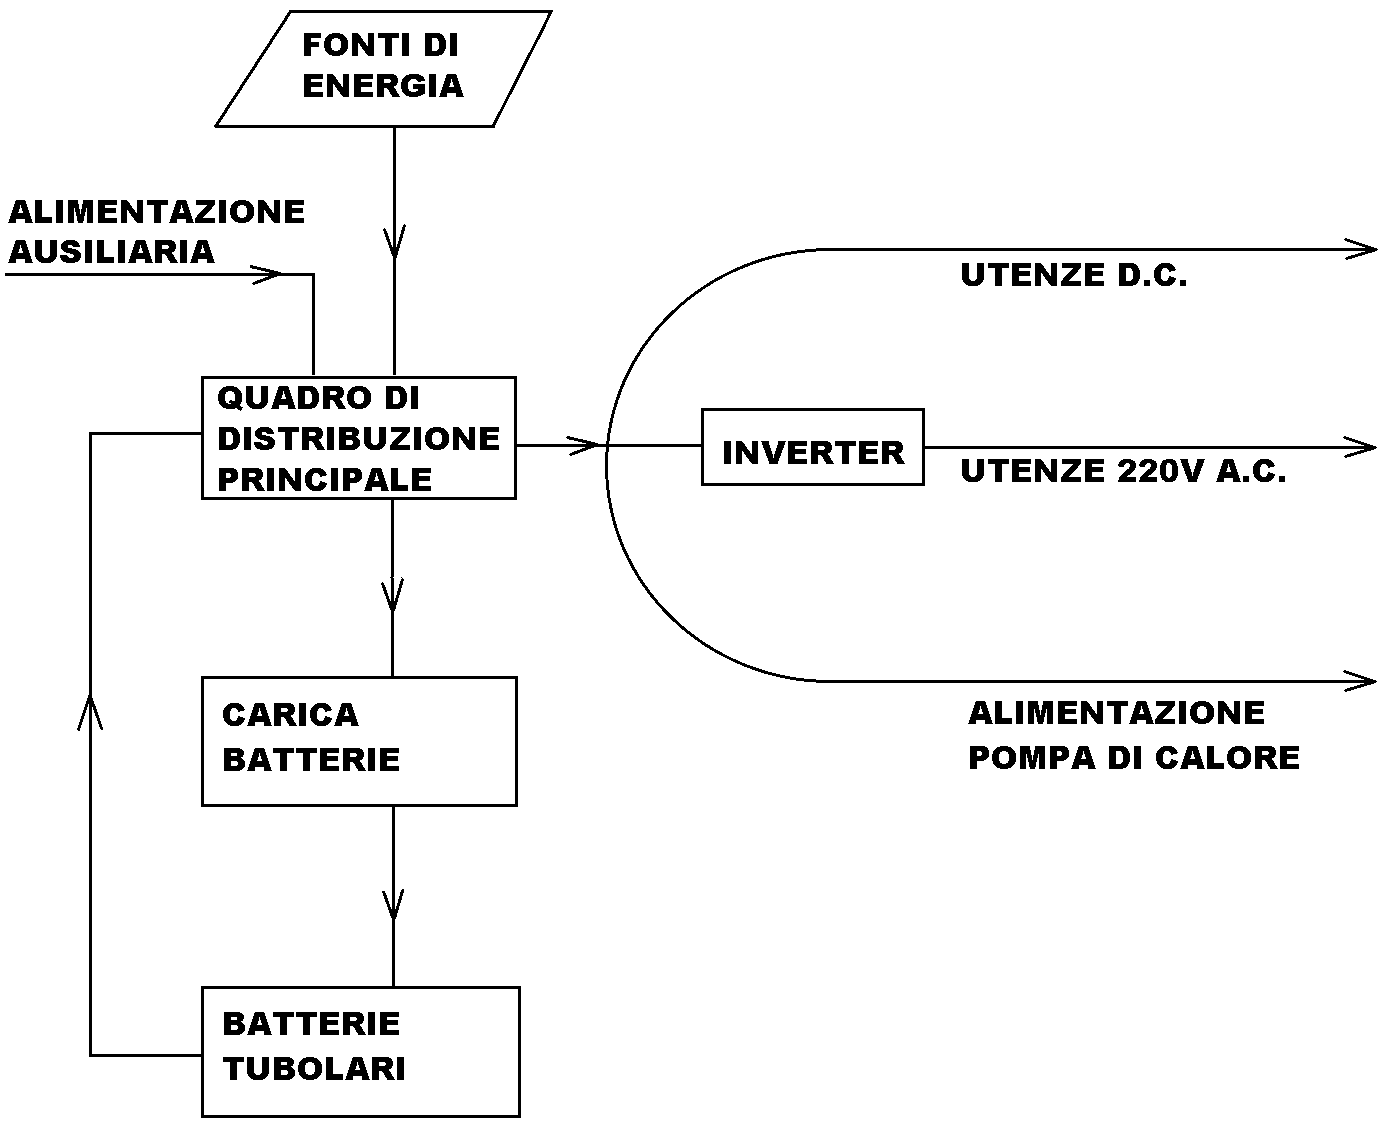 FONTI DI
ENERGIA
ALIMENTAZIONE
AUSILIARIA
UTENZE D.C.
QUADRO DI
DISTRIBUZIONE
PRINCIPALE
INVERTER
UTENZE 220V A.C.
CARICA
BATTERIE
ALIMENTAZIONE
POMPA DI CALORE
BATTERIE
TUBOLARI